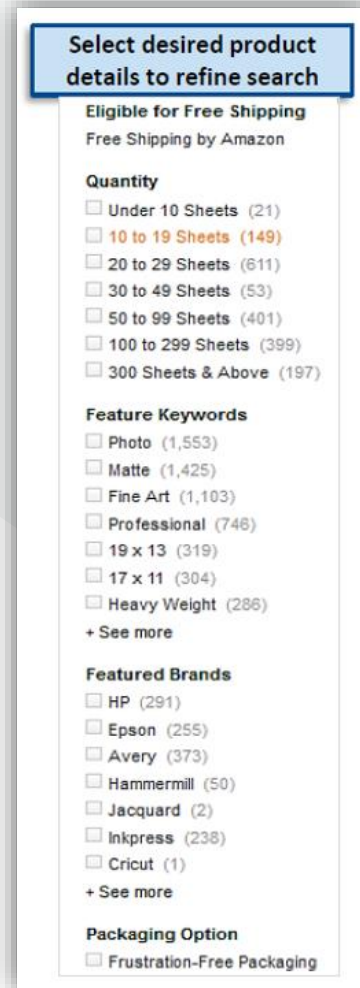 Select desired product
details to refine search
Eligible for Free Shipping
Free Shipping by Amazon
Quantity
Under 10 Sheets (21)
10 to 19 Sheets (149)
20 to 29 Sheets (611)
30 to 49 Sheets (53)
50 to 99 Sheets (401)
100 to 299 Sheets (399)
300 Sheets & Above (197)
Feature Keywords
Photo (1,553)
Matte (1,425)
Fine Art (1,103)
Professional (746)
19 x 13 (319)
17 x 11 (304)
Heavy Weight (286)
+ See more
Featured Brands
HP (291)
Epson (255)
Avery (373)
Hammermill (50)
Jacquard (2)
Inkpress (238)
Cricut (1)
+ See more
Packaging Option
Frustration-Free Packaging